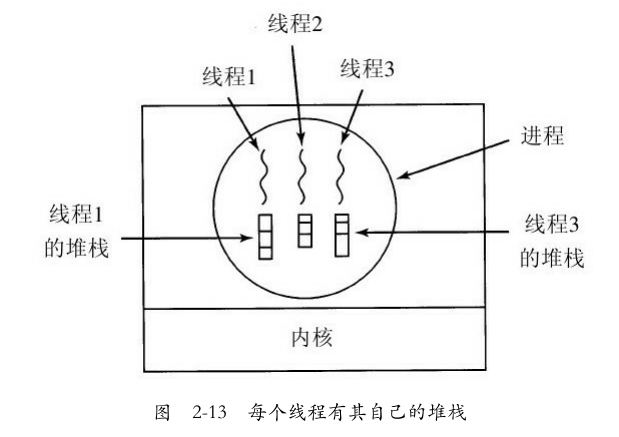 线程2
线程1
线程3
进程
线程1
的堆栈
线程3
的堆栈
内核
图 2-13 每个线程有其自己的堆栈